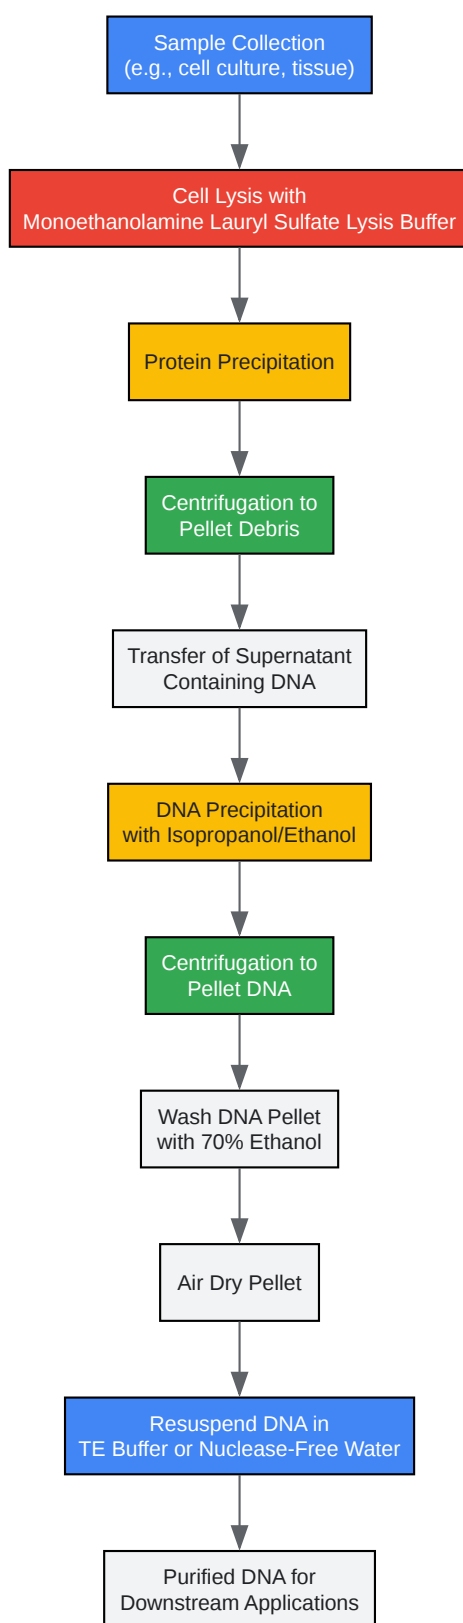 Sample Collection
(e.g., cell culture, tissue)
Cell Lysis with
Monoethanolamine Lauryl Sulfate Lysis Buffer
Protein Precipitation
Centrifugation to
Pellet Debris
Transfer of Supernatant
Containing DNA
DNA Precipitation
with Isopropanol/Ethanol
Centrifugation to
Pellet DNA
Wash DNA Pellet
with 70% Ethanol
Air Dry Pellet
Resuspend DNA in
TE Buffer or Nuclease-Free Water
Purified DNA for
Downstream Applications